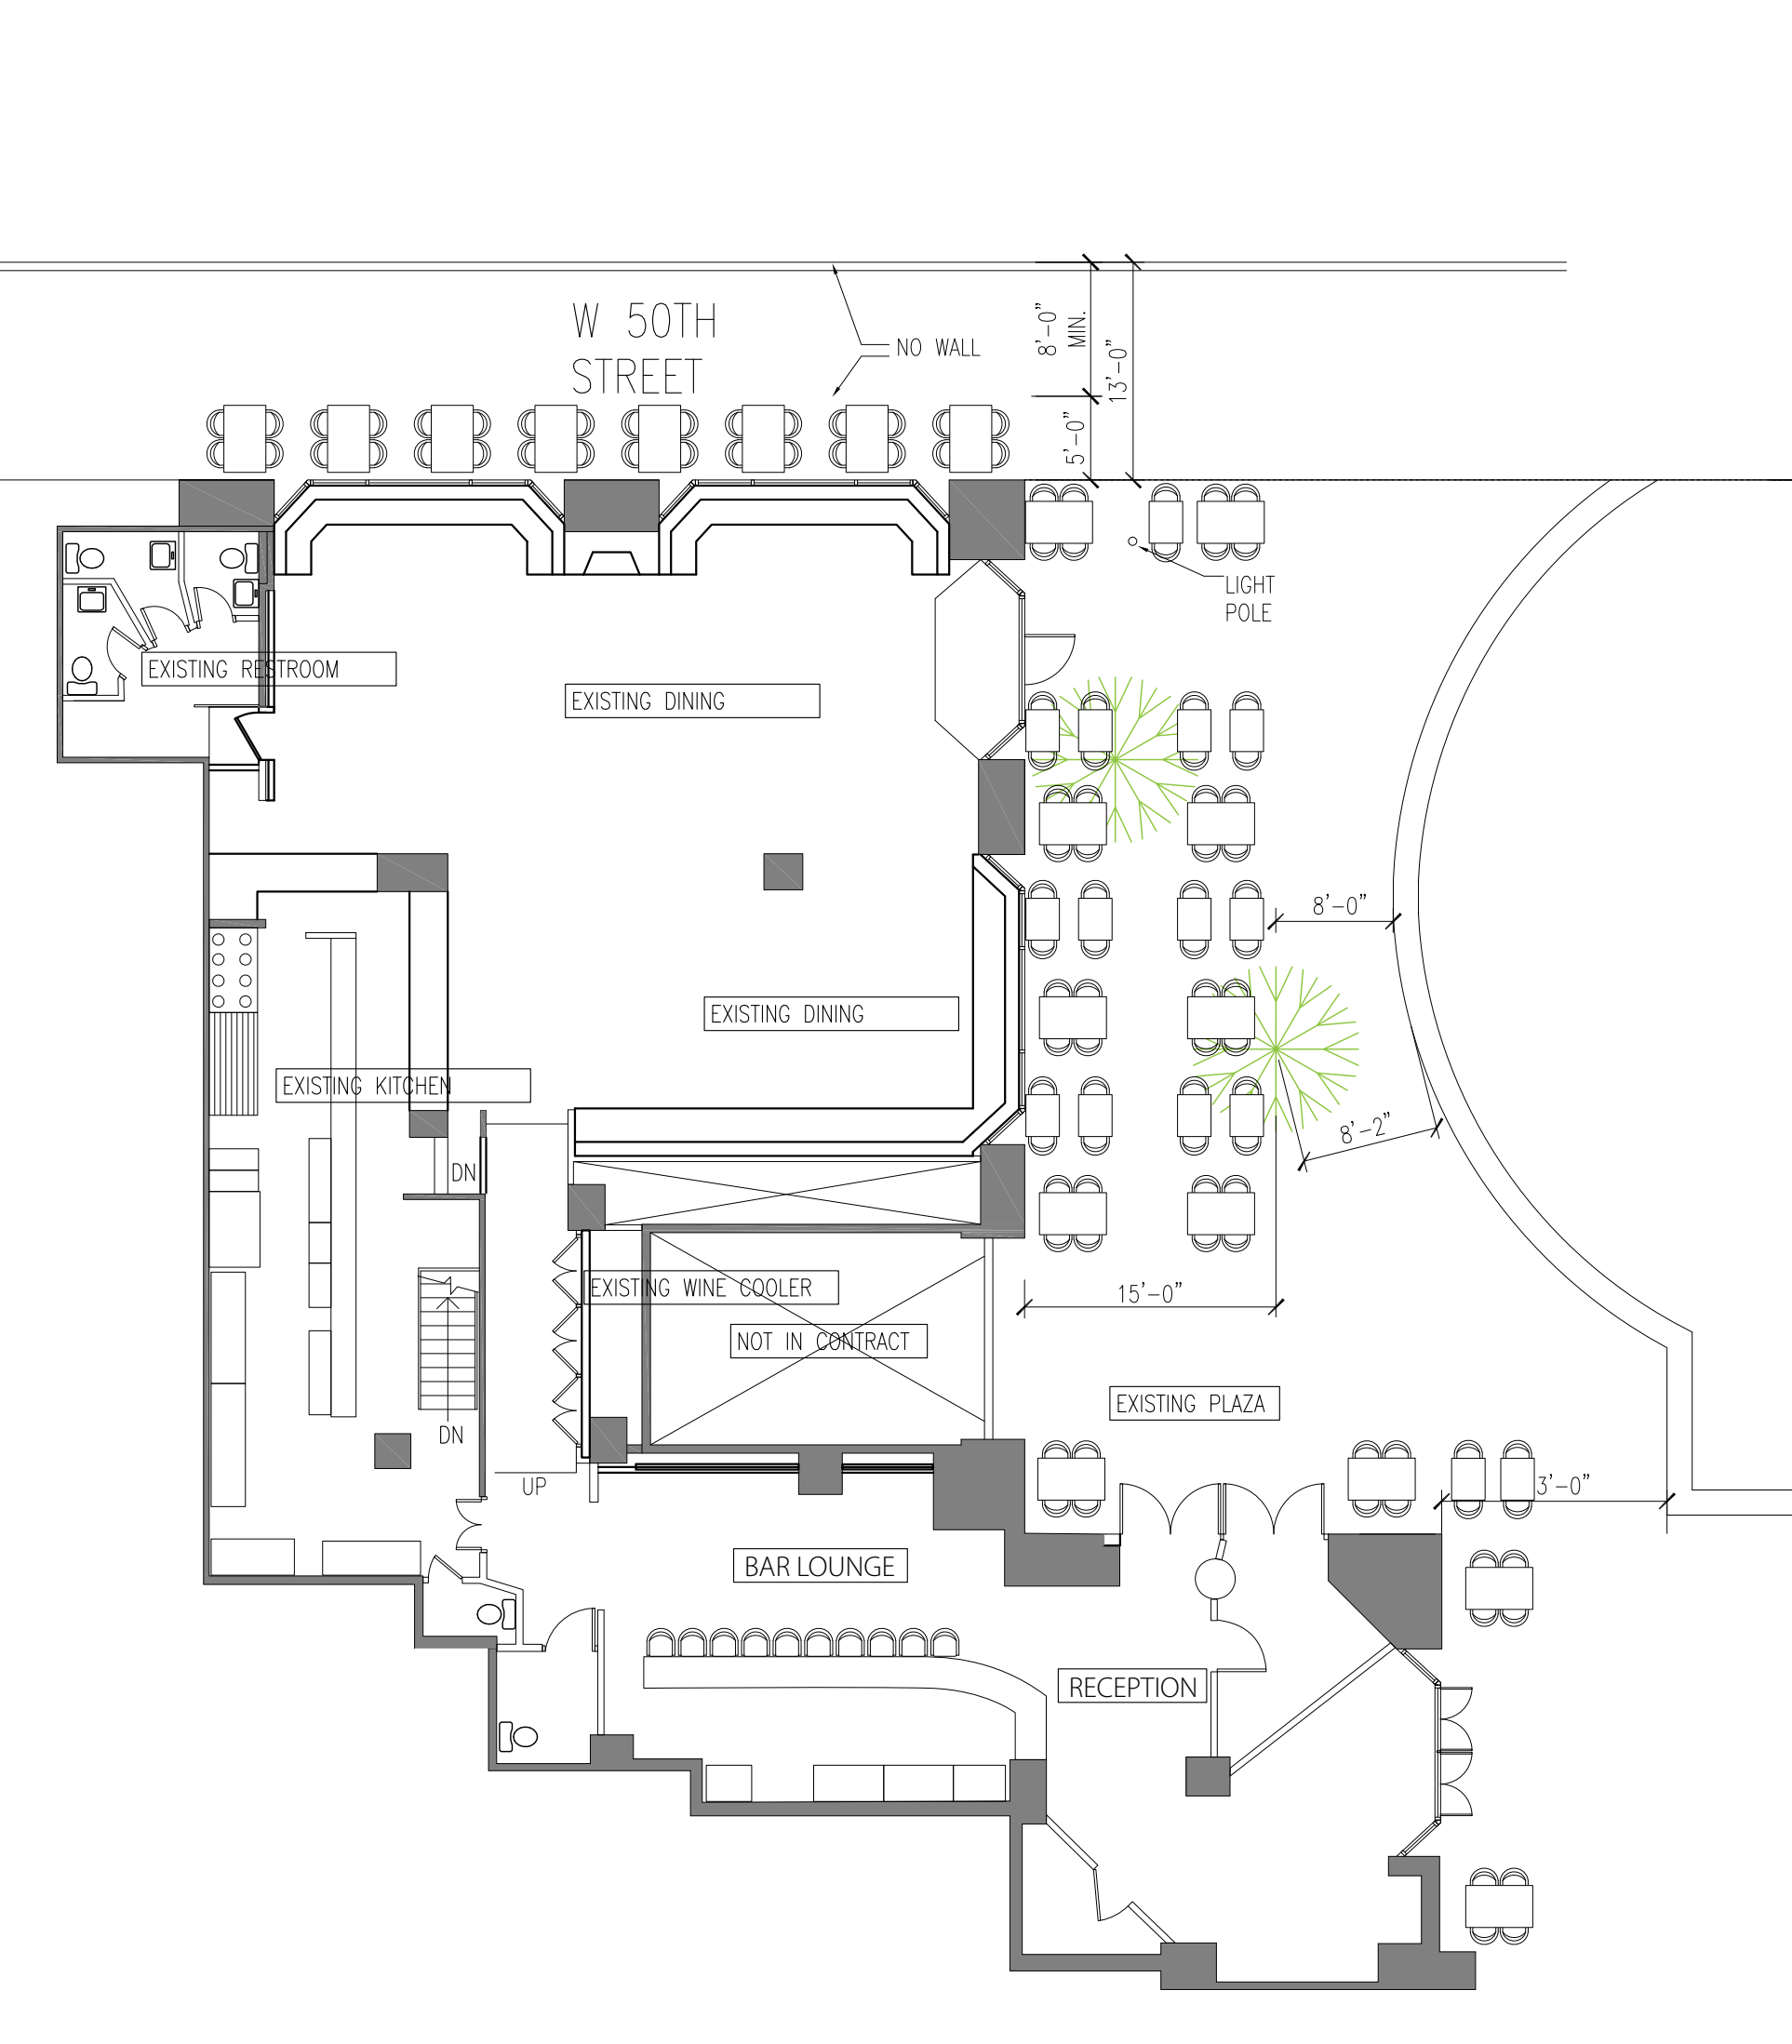 W 50TH
STREET
NO WALL
8'-0"
MIN.
13'-0"
5'-0"
LIGHT
POLE
EXISTING RESTROOM
EXISTING DINING
8'-0"
EXISTING DINING
EXISTING KITCHEN
8'-2"
DN
EXISTING WINE COOLER
15'-0"
NOT IN CONTRACT
EXISTING PLAZA
DN
UP
3'-0"
BAR LOUNGE
RECEPTION